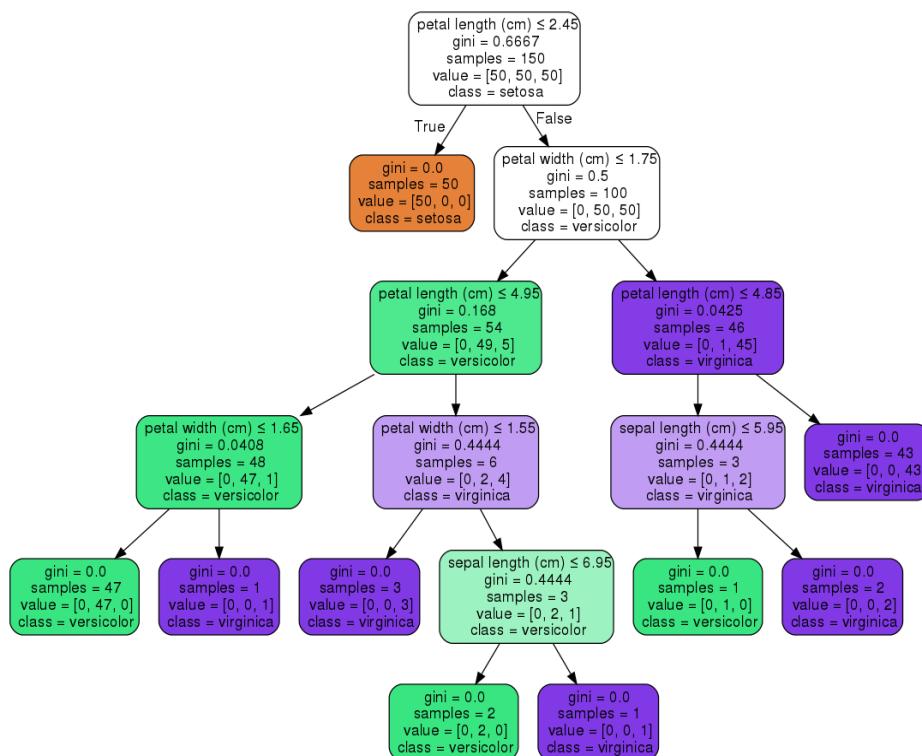 petal length (cm) ≤ 2.45
gini = 0.6667
samples = 150
value = [50, 50, 50]
class = setosa
True
False
gini = 0.0
samples = 50
value = [50, 0, 0]
class = setosa
petal width (cm) ≤ 1.75
gini = 0.5
samples = 100
value = [0, 50, 50]
class = versicolor
petal length (cm) ≤ 4.95
gini = 0.168
samples = 54
value = [0, 49, 5]
class = versicolor
petal length (cm) ≤ 4.85
gini = 0.0425
samples = 46
value = [0, 1, 45]
class = virginica
petal width (cm) ≤ 1.65
gini = 0.0408
samples = 48
value = [0, 47, 1]
class = versicolor
petal width (cm) ≤ 1.55
gini = 0.4444
samples = 6
value = [0, 2, 4]
class = virginica
sepal length (cm) ≤ 5.95
gini = 0.4444
samples = 3
value = [0, 1, 2]
class = virginica
gini = 0.0
samples = 43
value = [0, 0, 43]
class = virginica
gini = 0.0
samples = 47
value = [0, 47, 0]
class = versicolor
gini = 0.0
samples = 1
value = [0, 0, 1]
class = virginica
gini = 0.0
samples = 3
value = [0, 0, 3]
class = virginica
sepal length (cm) ≤ 6.95
gini = 0.4444
samples = 3
value = [0, 2, 1]
class = versicolor
gini = 0.0
samples = 1
value = [0, 1, 0]
class = versicolor
gini = 0.0
samples = 2
value = [0, 0, 2]
class = virginica
gini = 0.0
samples = 2
value = [0, 2, 0]
class = versicolor
gini = 0.0
samples = 1
value = [0, 0, 1]
class = virginica